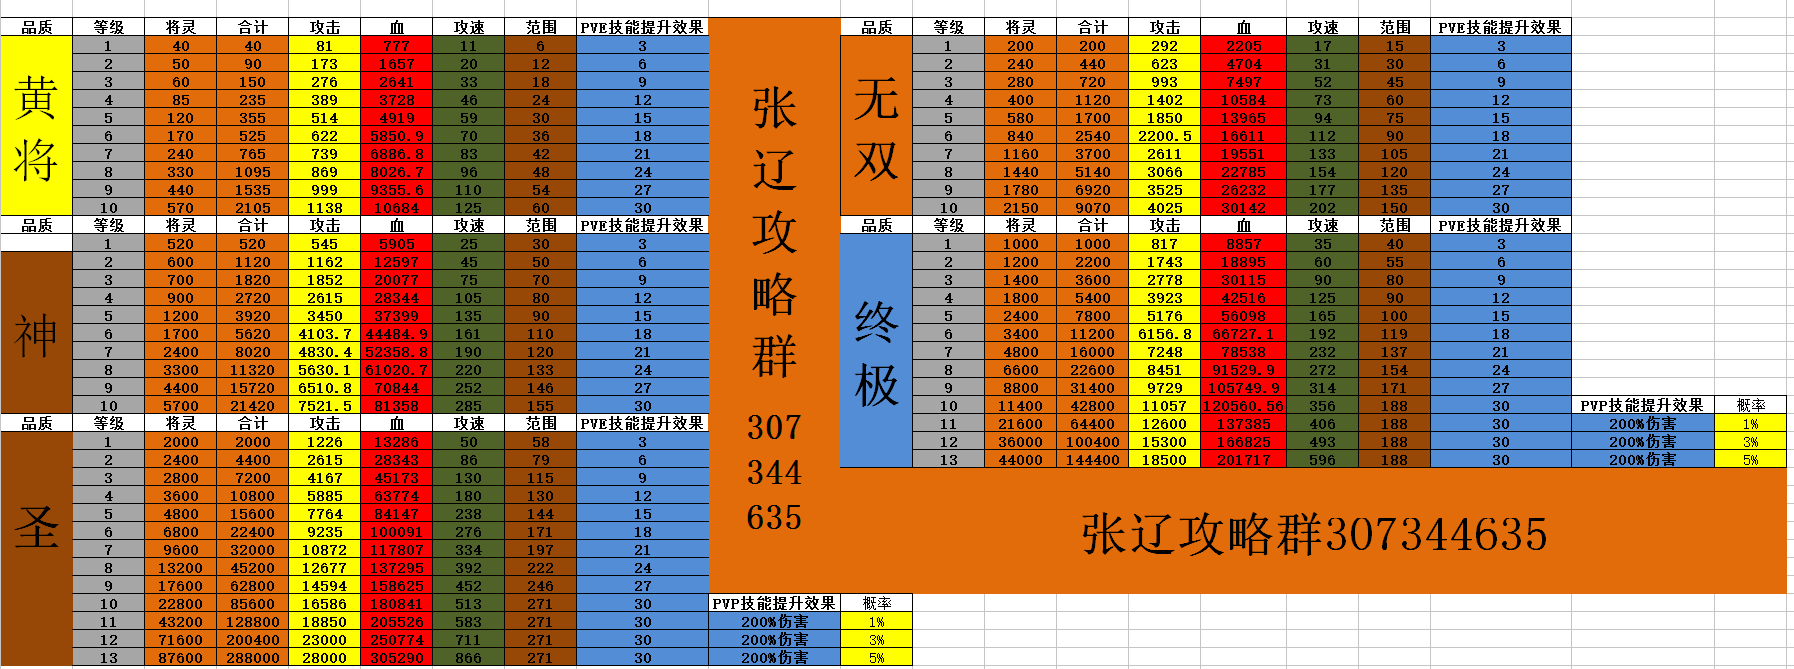 品质 等级 将灵 合计 攻击 血 攻速 范围 PVE技能提升效果
黄将
1 40 40 81 777 11 6 3
2 50 90 173 1657 20 12 6
3 60 150 276 2641 33 18 9
4 85 235 389 3728 46 24 12
5 120 355 514 4919 59 30 15
6 170 525 622 5850.9 70 36 18
7 240 765 739 6886.8 83 42 21
8 330 1095 869 8026.7 96 48 24
9 440 1535 999 9355.6 110 54 27
10 570 2105 1138 10684 125 60 30
品质 等级 将灵 合计 攻击 血 攻速 范围 PVE技能提升效果
神
1 520 520 545 5905 25 30 3
2 600 1120 1162 12597 45 50 6
3 700 1820 1852 20077 75 70 9
4 900 2720 2615 28344 105 80 12
5 1200 3920 3450 37399 135 90 15
6 1700 5620 4103.7 44484.9 161 110 18
7 2400 8020 4830.4 52358.8 190 120 21
8 3300 11320 5630.1 61020.7 220 133 24
9 4400 15720 6510.8 70844 252 146 27
10 5700 21420 7521.5 81358 285 155 30
品质 等级 将灵 合计 攻击 血 攻速 范围 PVE技能提升效果
圣
1 2000 2000 1226 13286 50 58 3
2 2400 4400 2615 28343 86 79 6
3 2800 7200 4167 45173 130 115 9
4 3600 10800 5885 63774 180 130 12
5 4800 15600 7764 84147 238 144 15
6 6800 22400 9235 100091 276 171 18
7 9600 32000 10872 117807 334 197 21
8 13200 45200 12677 137295 392 222 24
9 17600 62800 14594 158625 452 246 27
10 22800 85600 16586 180841 513 271 30 PVP技能提升效果 概率
11 43200 128800 18850 205526 583 271 30 200%伤害 1%
12 71600 200400 23000 250774 711 271 30 200%伤害 3%
13 87600 288000 28000 305290 866 271 30 200%伤害 5%
张辽攻略群
307
344
635
品质 等级 将灵 合计 攻击 血 攻速 范围 PVE技能提升效果
无双
1 200 200 292 2205 17 15 3
2 240 440 623 4704 31 30 6
3 280 720 993 7497 52 45 9
4 400 1120 1402 10584 73 60 12
5 580 1700 1850 13965 94 75 15
6 840 2540 2200.5 16611 112 90 18
7 1160 3700 2611 19551 133 105 21
8 1440 5140 3066 22785 154 120 24
9 1780 6920 3525 26232 177 135 27
10 2150 9070 4025 30142 202 150 30
品质 等级 将灵 合计 攻击 血 攻速 范围 PVE技能提升效果
终极
1 1000 1000 817 8857 35 40 3
2 1200 2200 1743 18895 60 55 6
3 1400 3600 2778 30115 90 80 9
4 1800 5400 3923 42516 125 90 12
5 2400 7800 5176 56098 165 100 15
6 3400 11200 6156.8 66727.1 192 119 18
7 4800 16000 7248 78538 232 137 21
8 6600 22600 8451 91529.9 272 154 24
9 8800 31400 9729 105749.9 314 171 27
10 11400 42800 11057 120560.56 356 188 30 PVP技能提升效果 概率
11 21600 64400 12600 137385 406 188 30 200%伤害 1%
12 36000 100400 15300 166825 493 188 30 200%伤害 3%
13 44000 144400 18500 201717 596 188 30 200%伤害 5%
张辽攻略群307344635